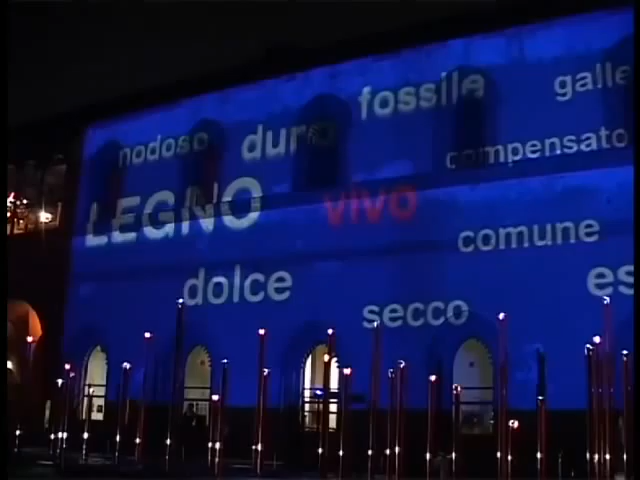 fossile galle
nodoso duro compensato
LEGNO vivo
comune
dolce es
secco